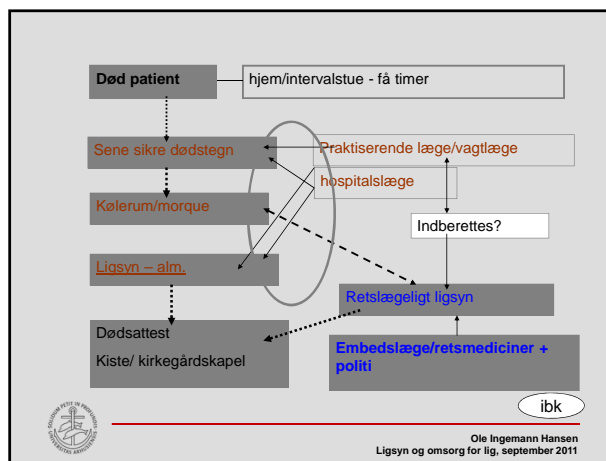 Død patient
hjem/intervalstue - få timer
Sene sikre dødstegn
Praktiserende læge/vagtlæge
hospitalslæge
Kølerum/morque
Indberettes?
Ligsyn – alm.
Retslægeligt ligsyn
Dødsattest
Kiste/ kirkegårdskapel
Embedslæge/retsmediciner +
politi
ibk
Ole Ingemann Hansen
Ligsyn og omsorg for lig, september 2011